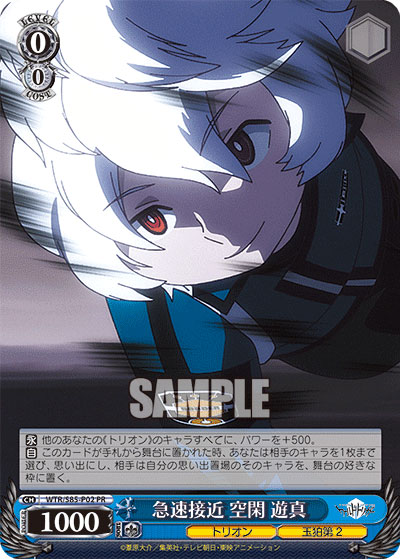 LEVEL
0
0
COST
SAMPLE
永 他のあなたの《トリオン》のキャラすべてに、パワーを+500。
自 このカードが手札から舞台に置かれた時、あなたは相手のキャラを1枚まで
選び、思い出にし、相手は自分の思い出置場のそのキャラを、舞台の好きな
枠に置く。
CH WTR/S85-P02 PR
急速接近 空閑 遊真
1000
トリオン
玉狛第2
©葦原大介/集英社・テレビ朝日・東映アニメーション